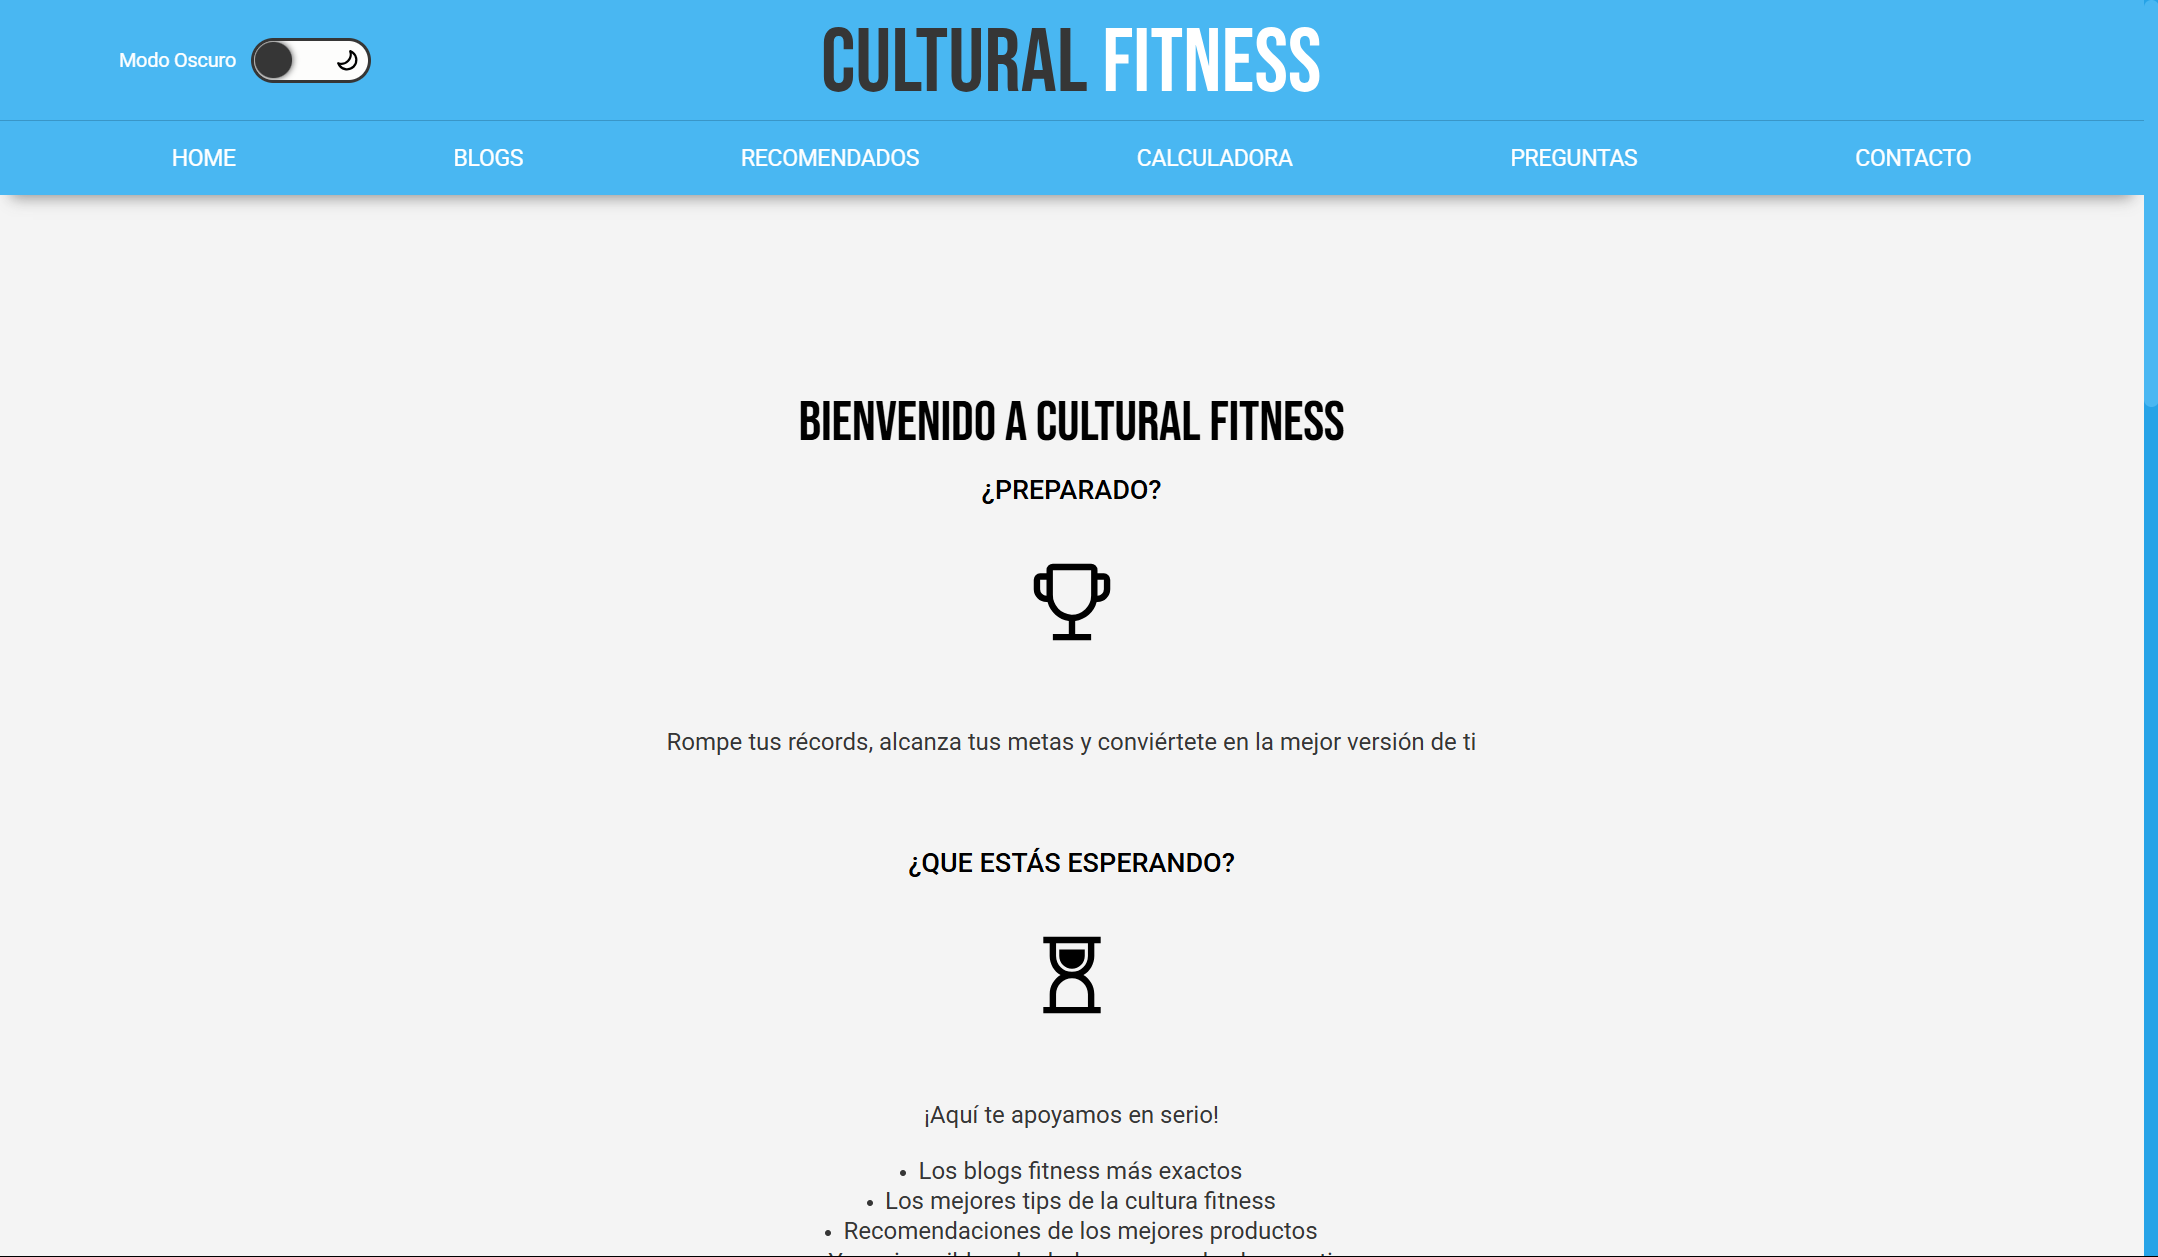 Modo Oscuro
CULTURAL FITNESS
HOME
BLOGS
RECOMENDADOS
CALCULADORA
PREGUNTAS
CONTACTO
BIENVENIDO A CULTURAL FITNESS
¿PREPARADO?
Rompe tus récords, alcanza tus metas y conviértete en la mejor versión de ti
¿QUE ESTÁS ESPERANDO?
¡Aquí te apoyamos en serio!
• Los blogs fitness más exactos
• Los mejores tips de la cultura fitness
• Recomendaciones de los mejores productos